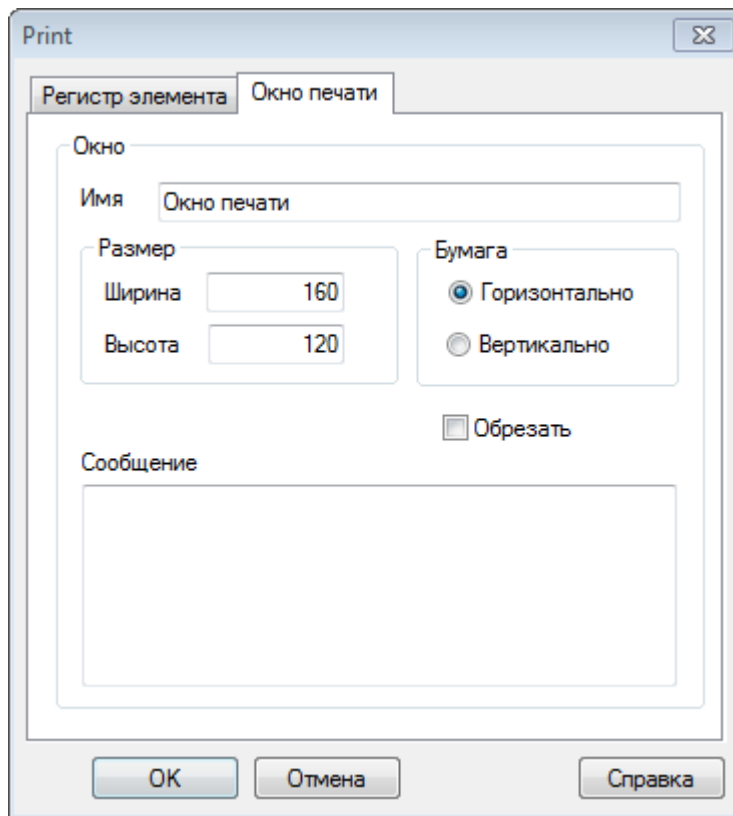 Print
Регистр элемента
Окно печати
Окно
Имя
Окно печати
Размер
Бумага
Ширина
160
Горизонтально
Высота
120
Вертикально
Обрезать
Сообщение
OK
Отмена
Справка